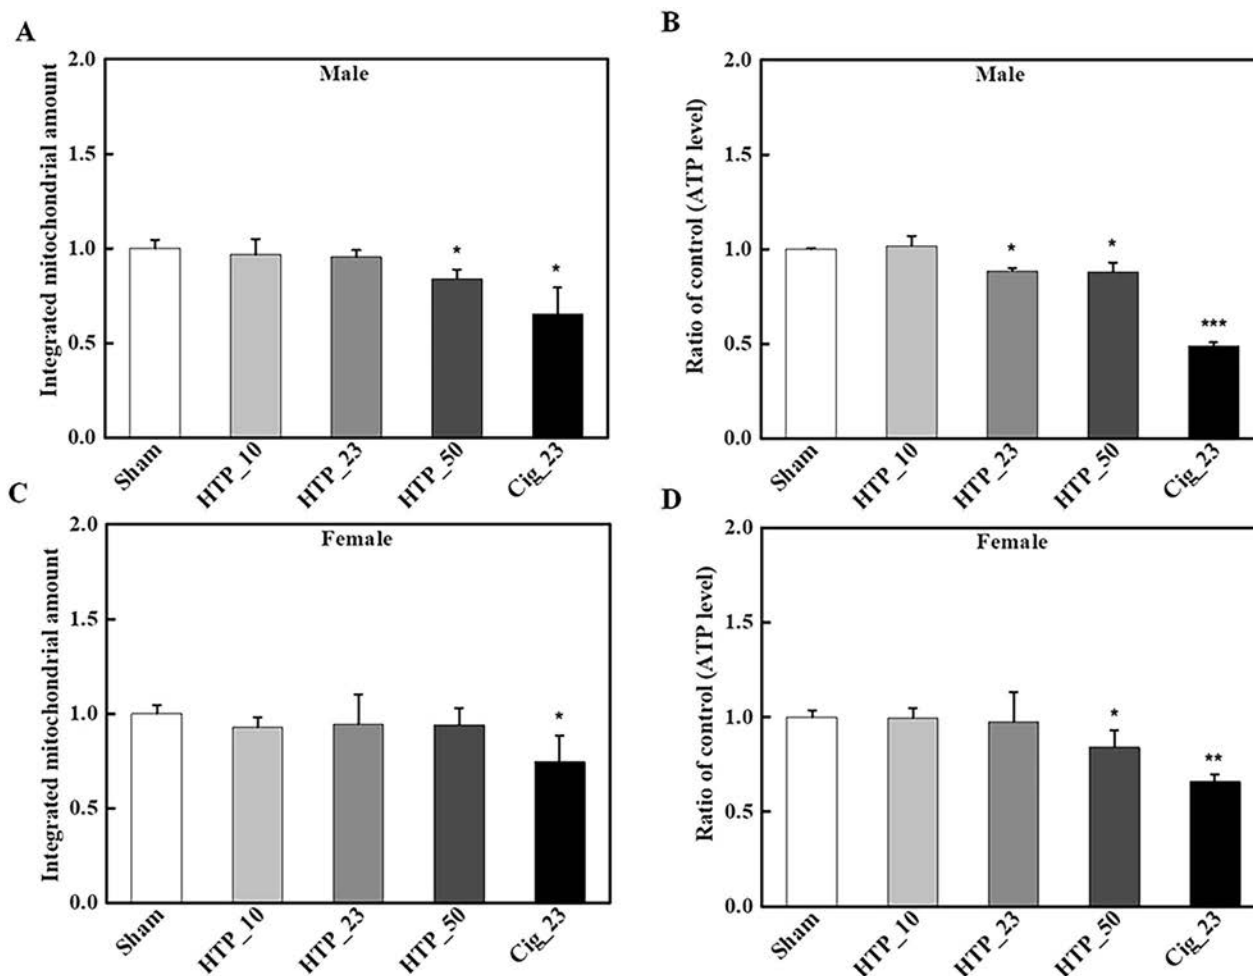 A
Integrated mitochondrial amount
2.0
1.5
1.0
0.5
0.0
Male
*
*
Sham
HTP_10
HTP_23
HTP_50
Cig_23
B
Ratio of control (ATP level)
2.0
1.5
1.0
0.5
0.0
Male
*
*
***
Sham
HTP_10
HTP_23
HTP_50
Cig_23
C
Integrated mitochondrial amount
2.0
1.5
1.0
0.5
0.0
Female
*
Sham
HTP_10
HTP_23
HTP_50
Cig_23
D
Ratio of control (ATP level)
2.0
1.5
1.0
0.5
0.0
Female
*
**
Sham
HTP_10
HTP_23
HTP_50
Cig_23